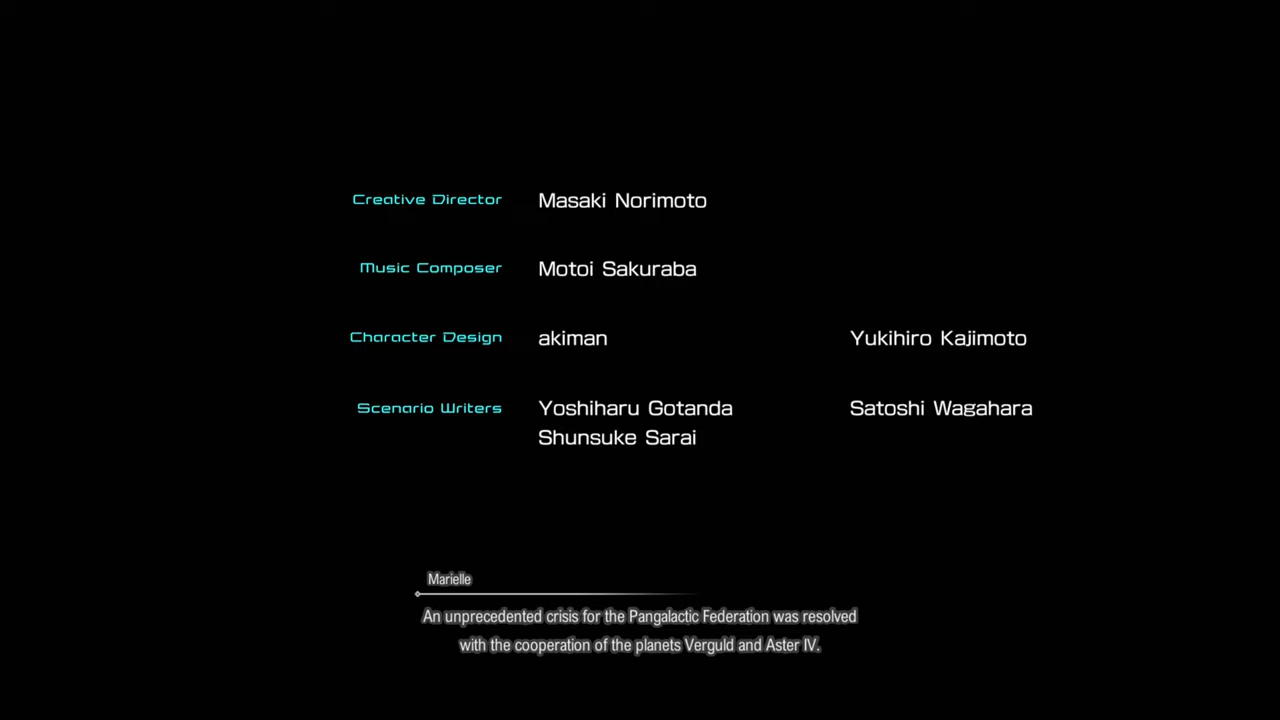 Creative Director Masaki Norimoto
Music Composer Motoi Sakuraba
Character Design akiman Yukihiro Kajimoto
Scenario Writers Yoshiharu Gotanda Satoshi Wagahara
Shunsuke Sarai
Marielle
An unprecedented crisis for the Pangalactic Federation was resolved
with the cooperation of the planets Verguld and Aster IV.